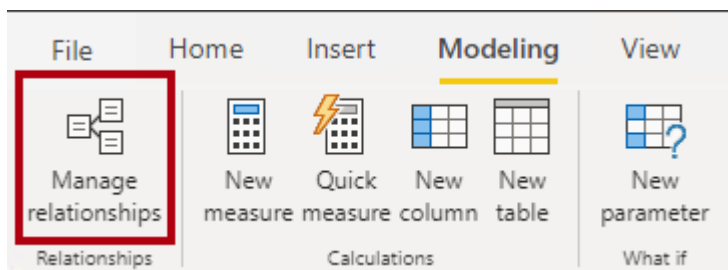 File Home Insert Modeling View
Manage relationships
New measure
Quick measure
New column
New table
New parameter
Relationships Calculations What if